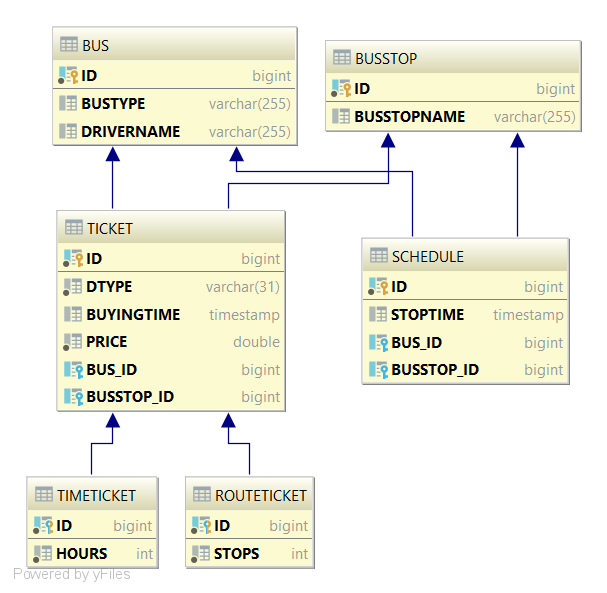 BUS
ID bigint
BUSTYPE varchar(255)
DRIVERNAME varchar(255)
BUSSTOP
ID bigint
BUSSTOPNAME varchar(255)
TICKET
ID bigint
DTYPE varchar(31)
BUYINGTIME timestamp
PRICE double
BUS_ID bigint
BUSSTOP_ID bigint
SCHEDULE
ID bigint
STOPTIME timestamp
BUS_ID bigint
BUSSTOP_ID bigint
TIMETICKET
ID bigint
HOURS int
ROUTETICKET
ID bigint
STOPS int
Powered by yFiles